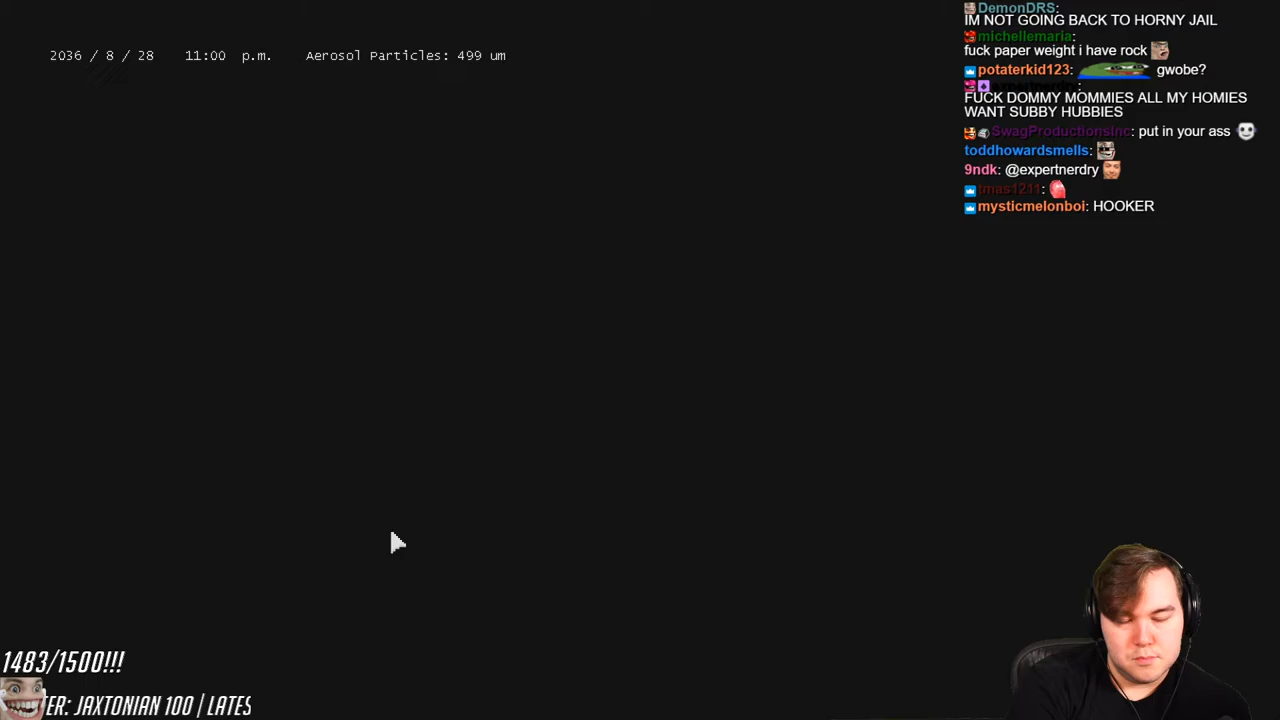 2036 / 8 / 28 11:00 p.m. Aerosol Particles: 499 um
DemonDRS:
IM NOT GOING BACK TO HORNY JAIL
michellemaria:
fuck paper weight i have rock
potaterkid123: gwobe?
FUCK DOMMY MOMMIES ALL MY HOMIES
WANT SUBBY HUBBIES
SwagProductionsInc: put in your ass
toddhowardsmells:
9ndk: @expertnerdry
tmas1211:
mysticmelonboi: HOOKER
1483/1500!!!
ER: JAXTONIAN 100 | LATES